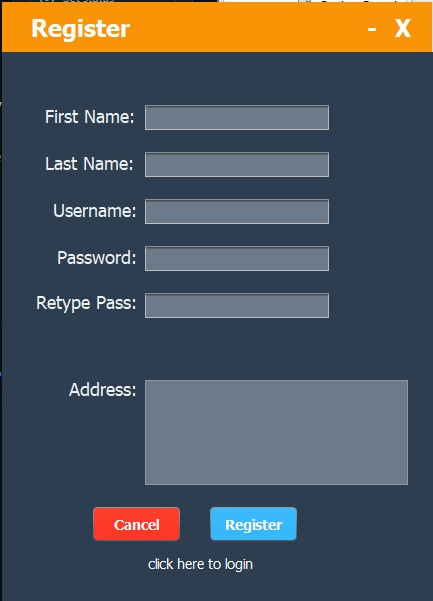 Register - X
First Name:
Last Name:
Username:
Password:
Retype Pass:
Address:
Cancel Register
click here to login